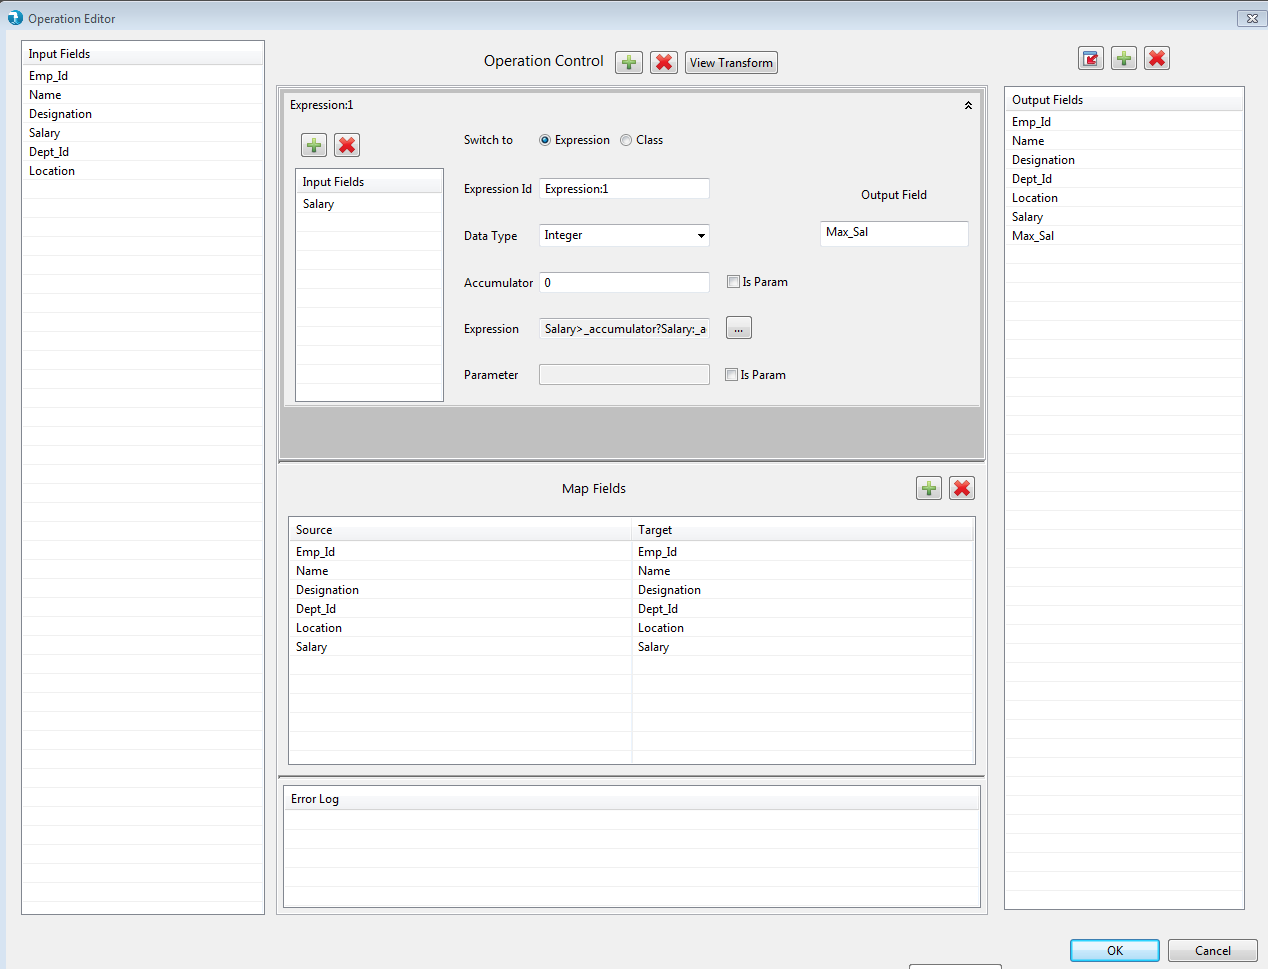 Operation Editor
Input Fields
Emp_Id
Name
Designation
Salary
Dept_Id
Location
Operation Control
View Transform
Expression:1
Input Fields
Salary
Switch to
Expression
Class
Expression Id
Expression:1
Data Type
Integer
Accumulator
0
Is Param
Expression
Salary>_accumulator?Salary:_a
...
Parameter
Is Param
Output Field
Max_Sal
Map Fields
Source Target
Emp_Id Emp_Id
Name Name
Designation Designation
Dept_Id Dept_Id
Location Location
Salary Salary
Error Log
Output Fields
Emp_Id
Name
Designation
Dept_Id
Location
Salary
Max_Sal
OK
Cancel